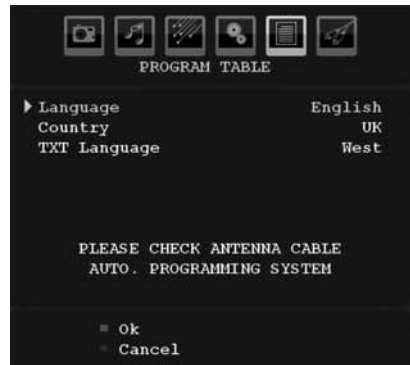 PROGRAM TABLE
Language English
Country UK
TXT Language West
PLEASE CHECK ANTENNA CABLE
AUTO. PROGRAMMING SYSTEM
Ok
Cancel